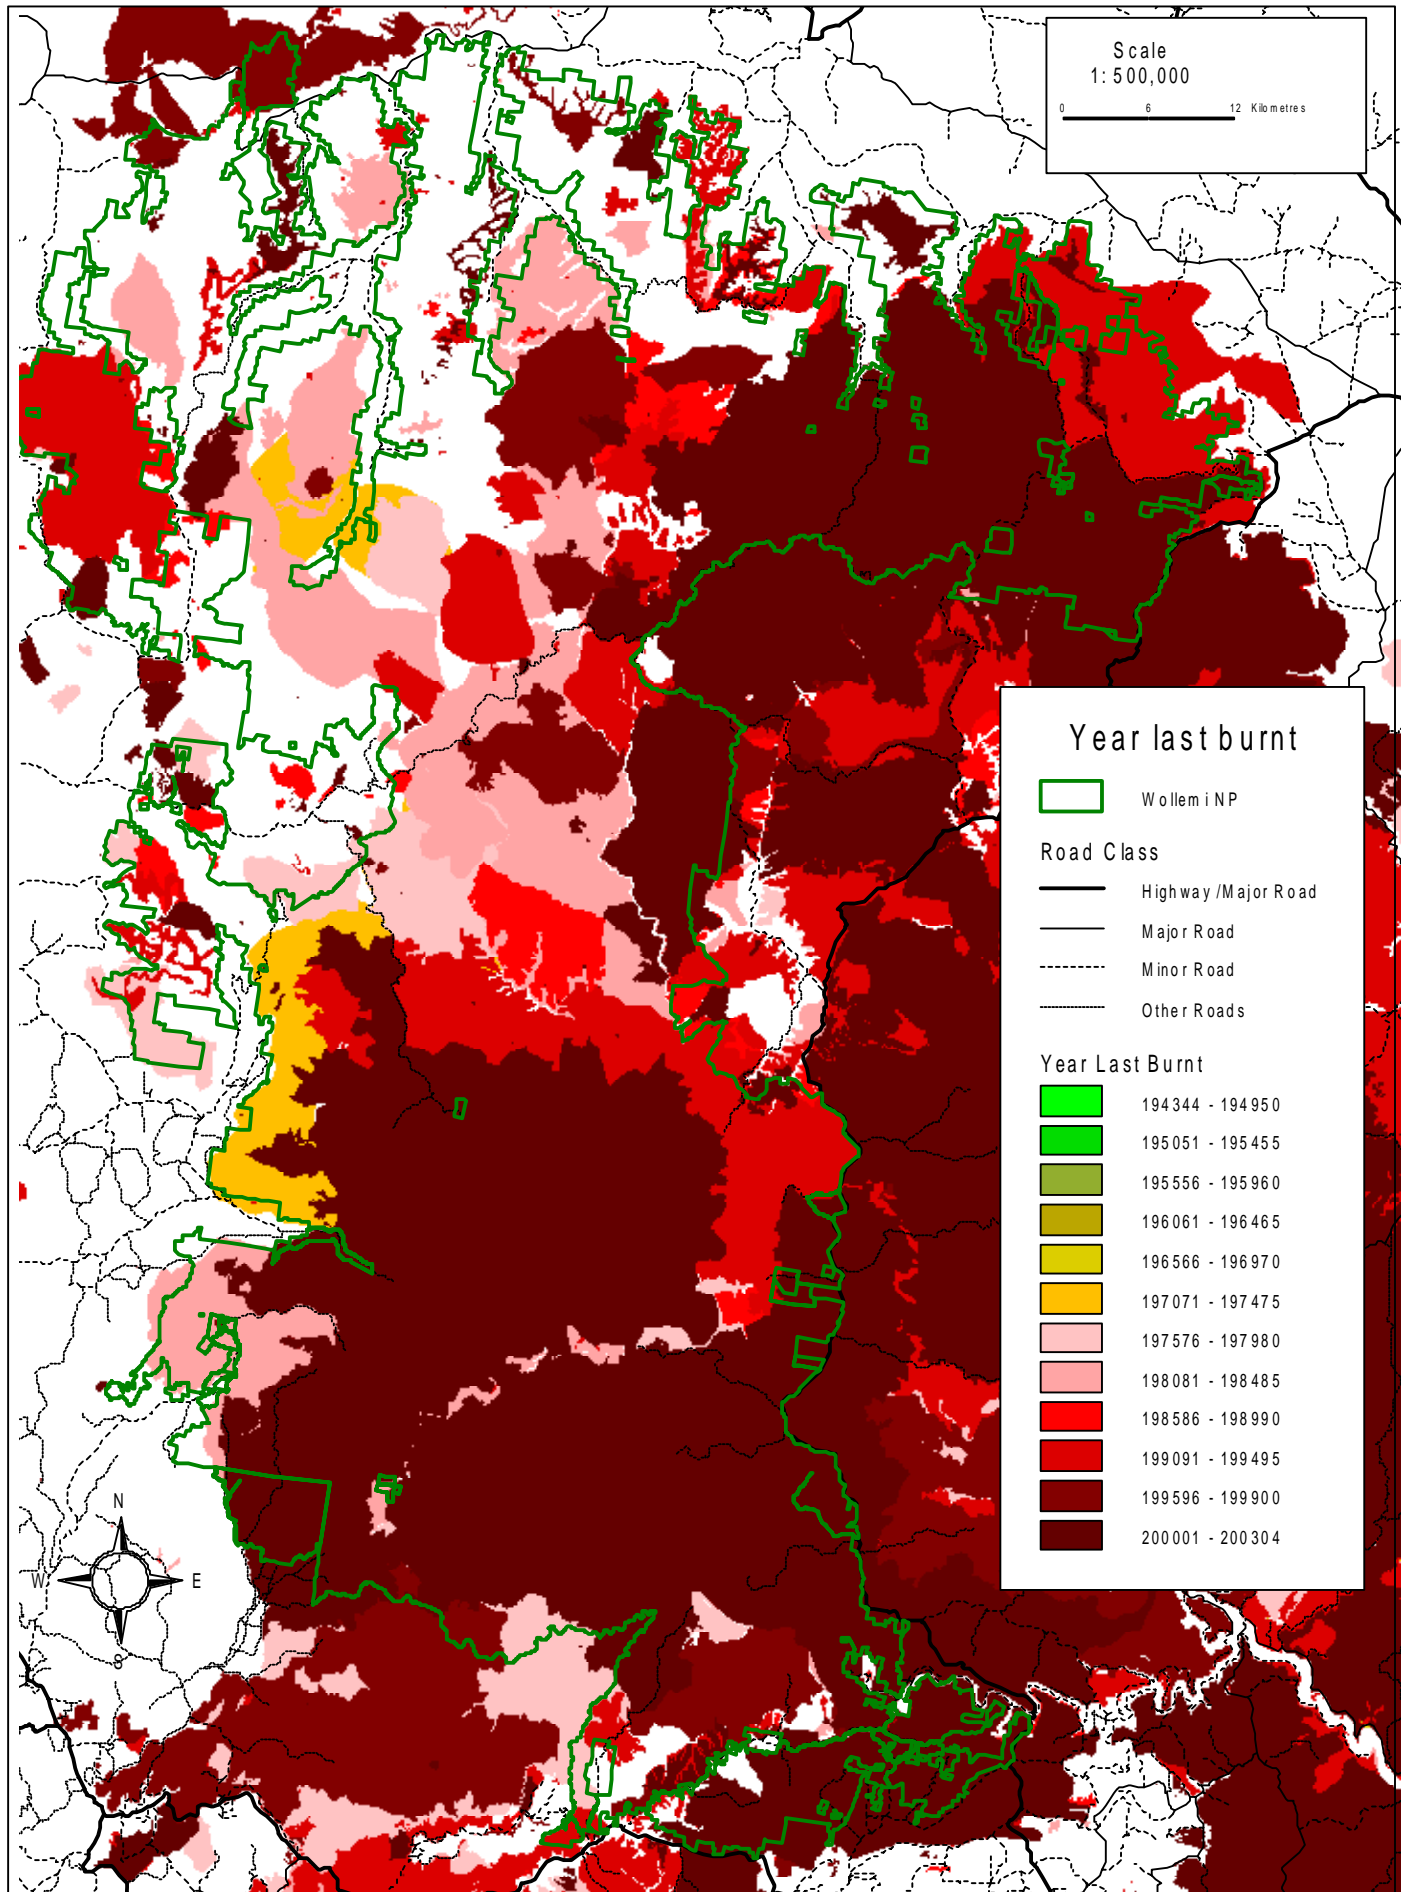 Scale
1: 500,000
0 6 12 Kilometres
Year last burnt
Wollemi NP
Road Class
Highway/Major Road
Major Road
Minor Road
Other Roads
Year Last Burnt
194344 - 194950
195051 - 195455
195556 - 195960
196061 - 196465
196566 - 196970
197071 - 197475
197576 - 197980
198081 - 198485
198586 - 198990
199091 - 199495
199596 - 199900
200001 - 200304
N
W E
S